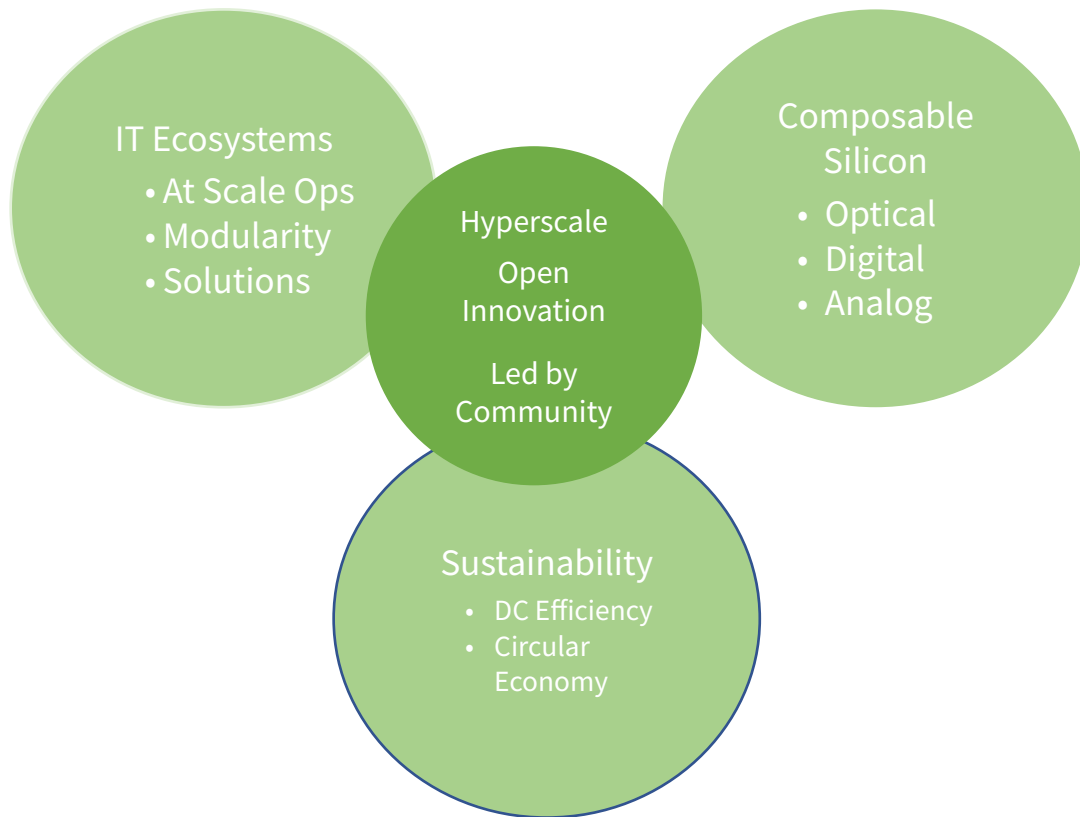 IT Ecosystems
• At Scale Ops
• Modularity
• Solutions
Hyperscale
Open
Innovation
Led by
Community
Composable
Silicon
• Optical
• Digital
• Analog
Sustainability
• DC Efficiency
• Circular
Economy